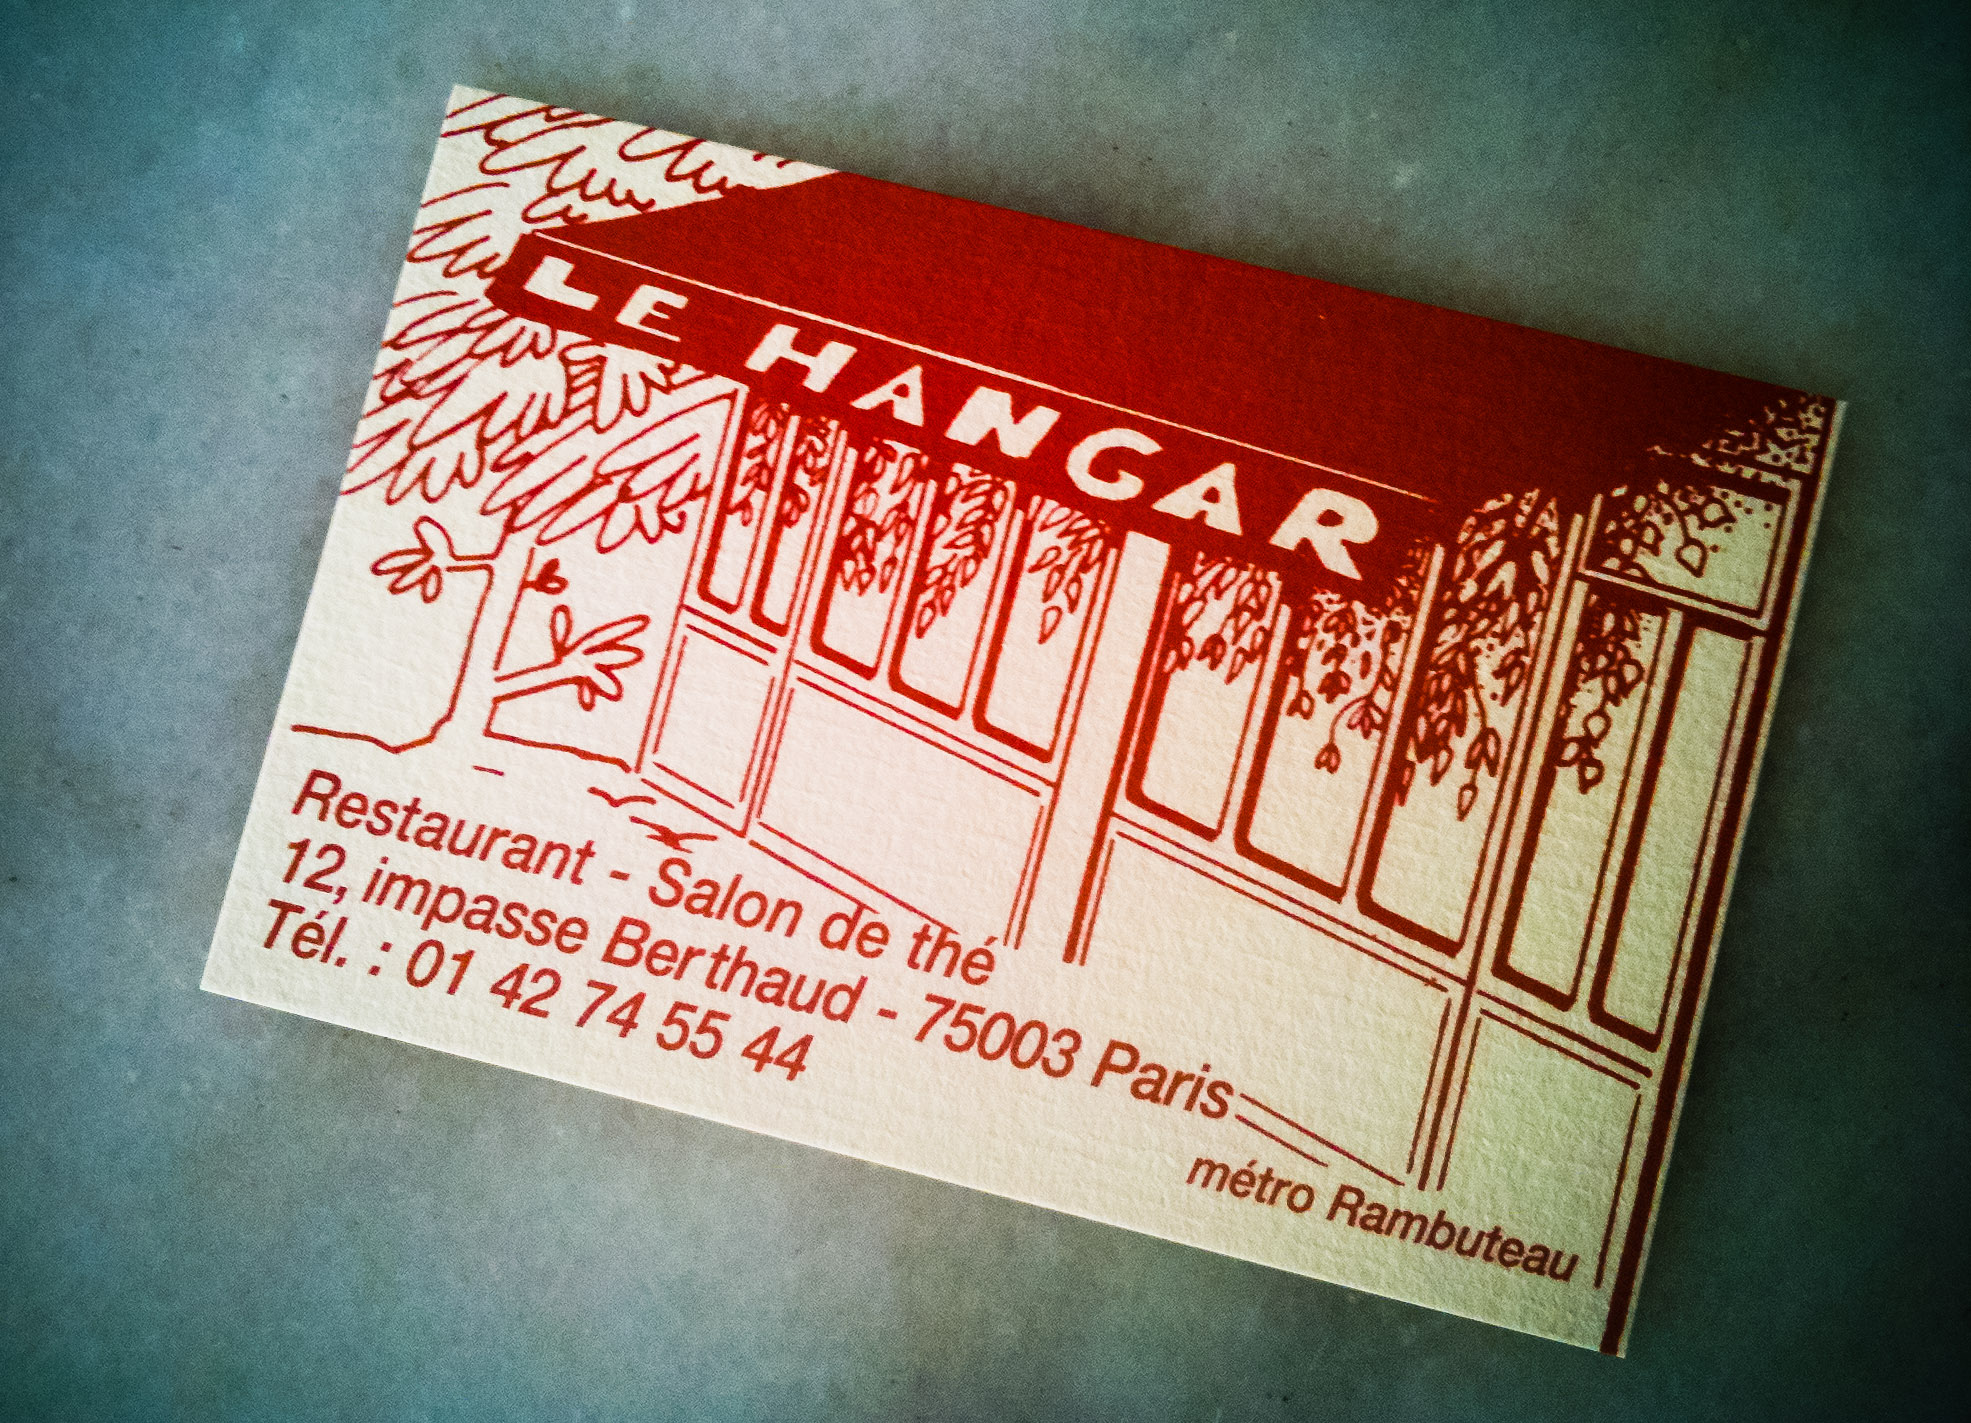 LE HANGAR
Restaurant - Salon de thé
12, impasse Berthaud - 75003 Paris
Tél. : 01 42 74 55 44
métro Rambuteau